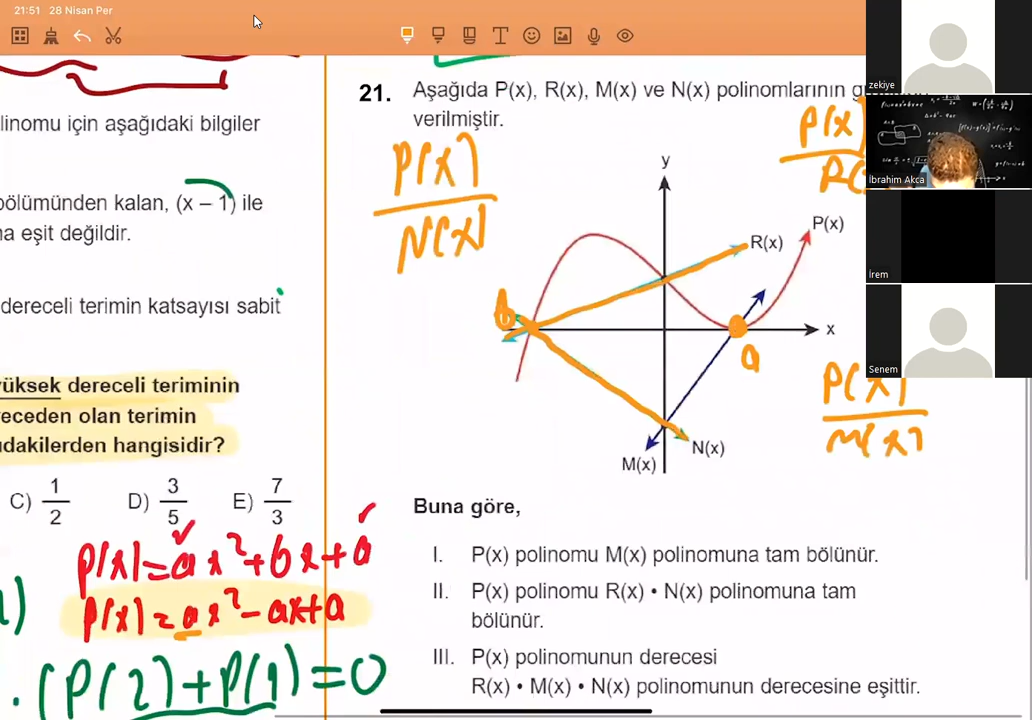 21:51 28 Nisan Per
linomu için aşağıdaki bilgiler
bölümünden kalan, (x – 1) ile
na eşit değildir.
dereceli terimin katsayısı sabit
yüksek dereceli teriminin
veceden olan terimin
ıdakilerden hangisidir?
C) 1/2 D) 3/5 E) 7/3
P(x)=ax²+bx+a
P(x)=ax²-ax+a
.(P(2)+P(1)=0
21. Aşağıda P(x), R(x), M(x) ve N(x) polinomlarının
verilmiştir.
P(x)/N(x)
P(x)
R(
y
P(x)
R(x)
x
b
a
M(x)
N(x)
P(x)/M(x)
Buna göre,
I. P(x) polinomu M(x) polinomuna tam bölünür.
II. P(x) polinomu R(x) • N(x) polinomuna tam
bölünür.
III. P(x) polinomunun derecesi
R(x) • M(x) • N(x) polinomunun derecesine eşittir.
zekiye
İbrahim Akca
İrem
Senem